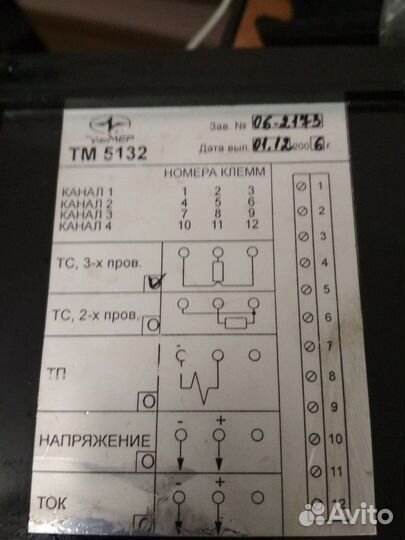 ЭЛЕМЕР
Зав. № 06-2173
ТМ 5132
Дата вып. 01.12.2006 г.
НОМЕРА КЛЕММ
КАНАЛ 1 1 2 3
КАНАЛ 2 4 5 6
КАНАЛ 3 7 8 9
КАНАЛ 4 10 11 12
ТС, 3-х пров.
ТС, 2-х пров.
ТП
-
НАПРЯЖЕНИЕ
- +
ТОК
- +
1
2
3
4
5
6
7
8
9
10
11
12
Avito